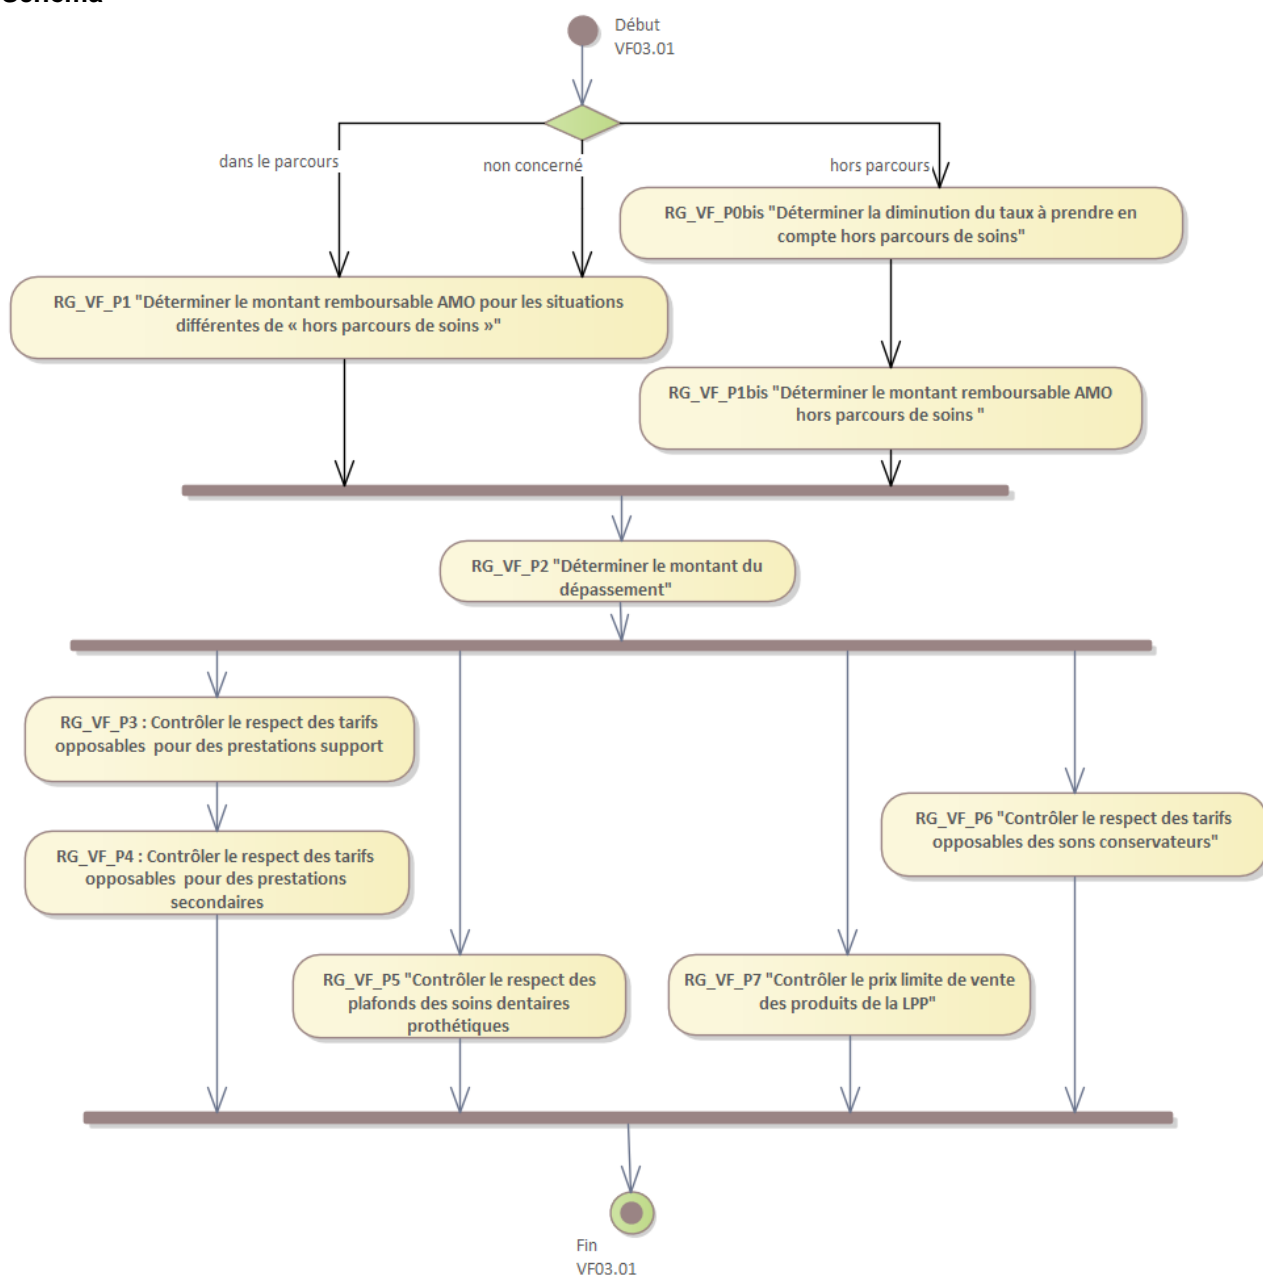 Schéma
Début
VF03.01
dans le parcours
non concerné
hors parcours
RG_VF_P0bis "Déterminer la diminution du taux à prendre en
compte hors parcours de soins"
RG_VF_P1 "Déterminer le montant remboursable AMO pour les situations
différentes de « hors parcours de soins »"
RG_VF_P1bis "Déterminer le montant remboursable AMO
hors parcours de soins "
RG_VF_P2 "Déterminer le montant du
dépassement"
RG_VF_P3 : Contrôler le respect des tarifs
opposables  pour des prestations support
RG_VF_P4 : Contrôler le respect des tarifs
opposables  pour des prestations
secondaires
RG_VF_P6 "Contrôler le respect des tarifs
opposables des sons conservateurs"
RG_VF_P5 "Contrôler le respect des
plafonds des soins dentaires
prothétiques
RG_VF_P7 "Contrôler le prix limite de vente
des produits de la LPP"
Fin
VF03.01